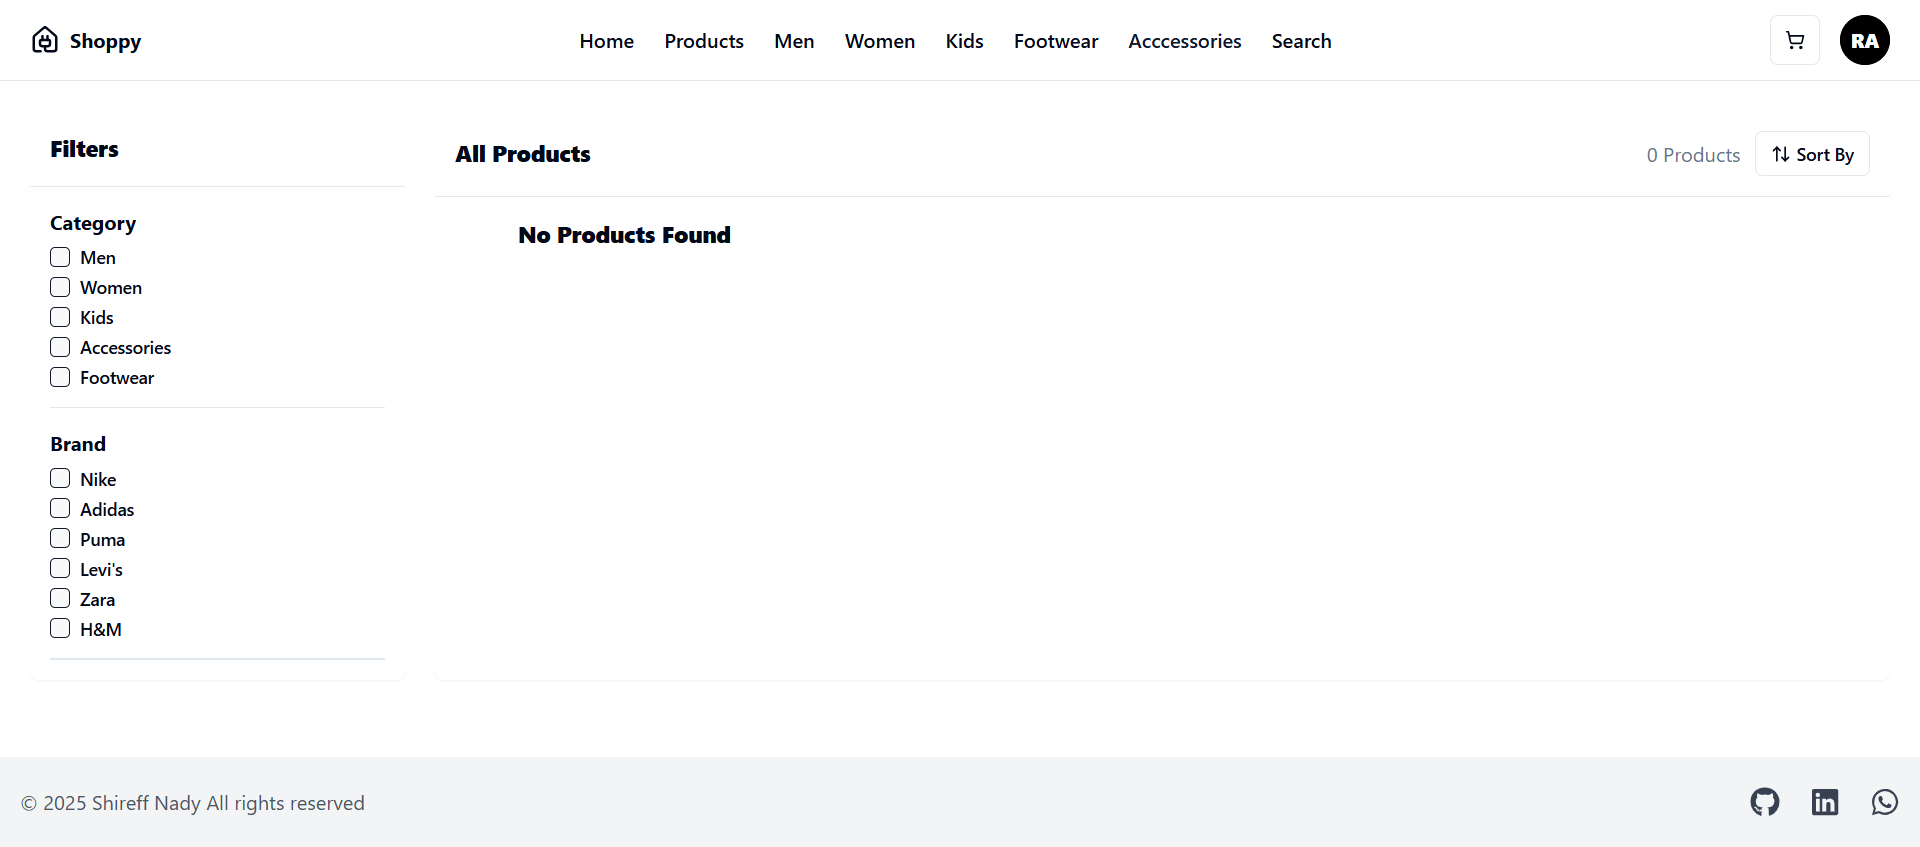 Shoppy
Home Products Men Women Kids Footwear Acccessories Search
RA
Filters
Category
Men
Women
Kids
Accessories
Footwear
Brand
Nike
Adidas
Puma
Levi's
Zara
H&M
All Products
0 Products
Sort By
No Products Found
© 2025 Shireff Nady All rights reserved
in